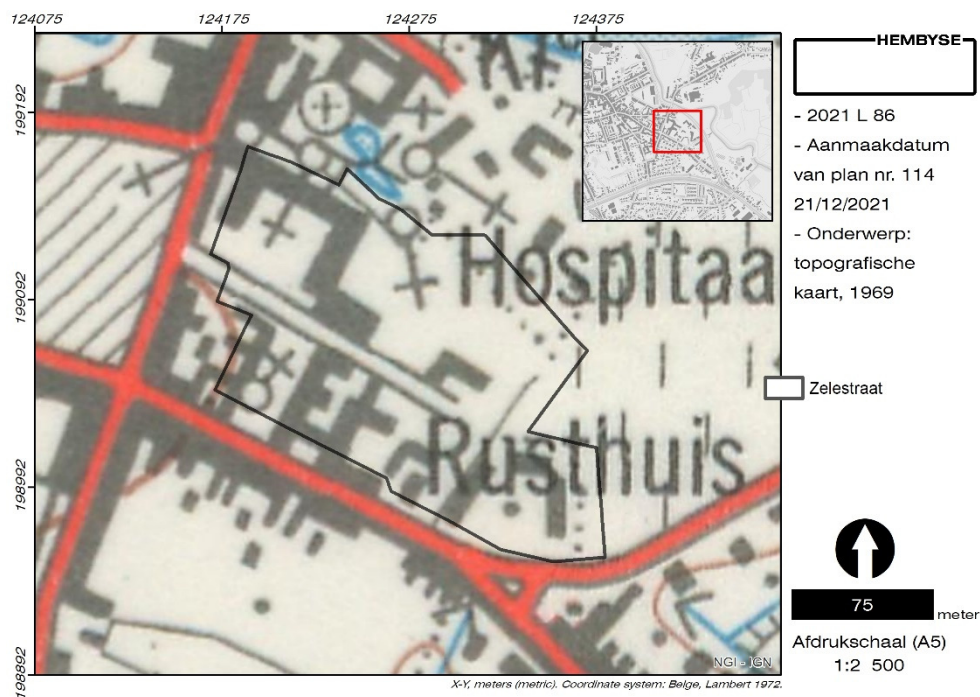 124075
124175
124275
124375
199192
199092
198992
198892
Hospitaa
Rusthuis
NGI - IGN
X-Y, meters (metric). Coordinate system: Belge, Lambert 1972.
HEMBYSE
- 2021 L 86
- Aanmaakdatum
van plan nr. 114
21/12/2021
- Onderwerp:
topografische
kaart, 1969
Zelestraat
75
meter
Afdrukschaal (A5)
1:2 500